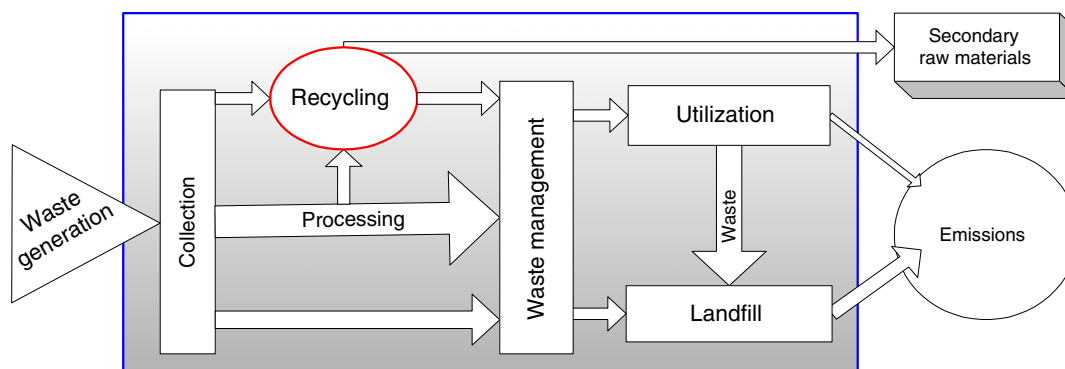 Waste
generation
Collection
Recycling
Processing
Waste management
Utilization
Waste
Landfill
Secondary
raw materials
Emissions